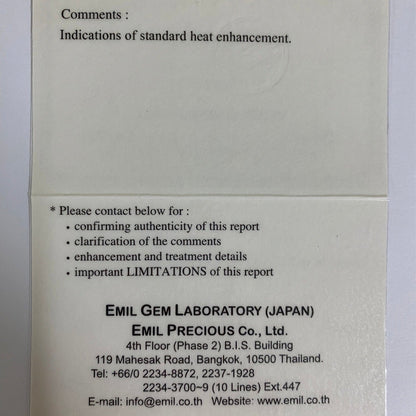 Comments :
Indications of standard heat enhancement.
* Please contact below for :
• confirming authenticity of this report
• clarification of the comments
• enhancement and treatment details
• important LIMITATIONS of this report
EMIL GEM LABORATORY (JAPAN)
EMIL PRECIOUS CO., LTD.
4th Floor (Phase 2) B.I.S. Building
119 Mahesak Road, Bangkok, 10500 Thailand.
Tel: +66/0 2234-8872, 2237-1928
2234-3700~9 (10 Lines) Ext.447
E-mail: info@emil.co.th Website: www.emil.co.th